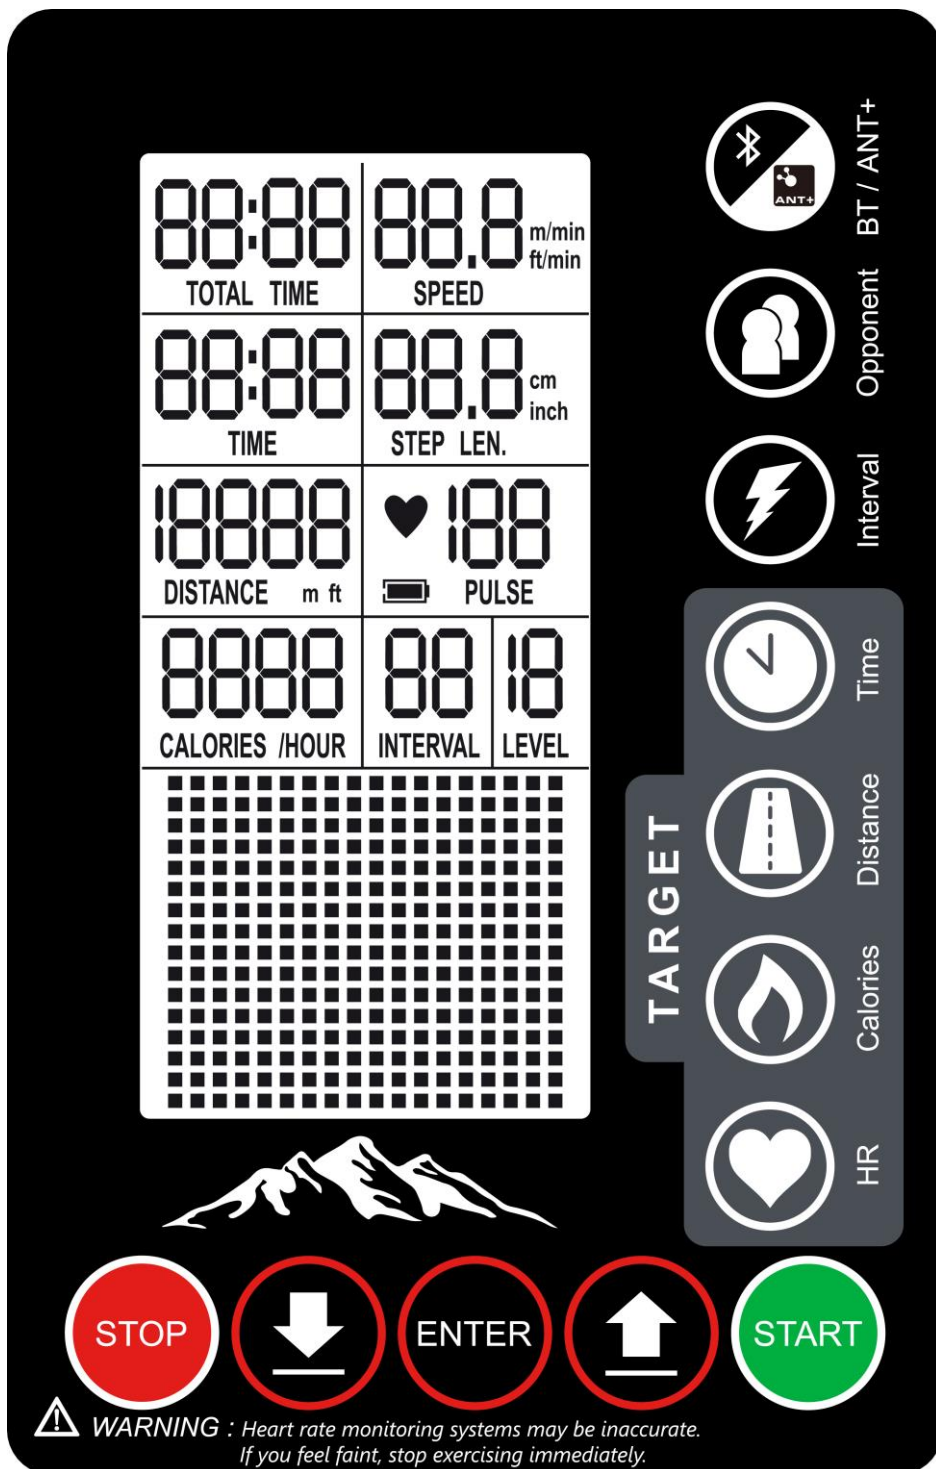 88:88
TOTAL TIME
88.8 m/min
ft/min
SPEED
88:88
TIME
88.8 cm
inch
STEP LEN.
18888
DISTANCE m ft
188
PULSE
8888
CALORIES /HOUR
88
INTERVAL
18
LEVEL
ANT+
BT / ANT+
Opponent
Interval
TARGET
Time
Distance
Calories
HR
STOP
ENTER
START
WARNING : Heart rate monitoring systems may be inaccurate.
If you feel faint, stop exercising immediately.